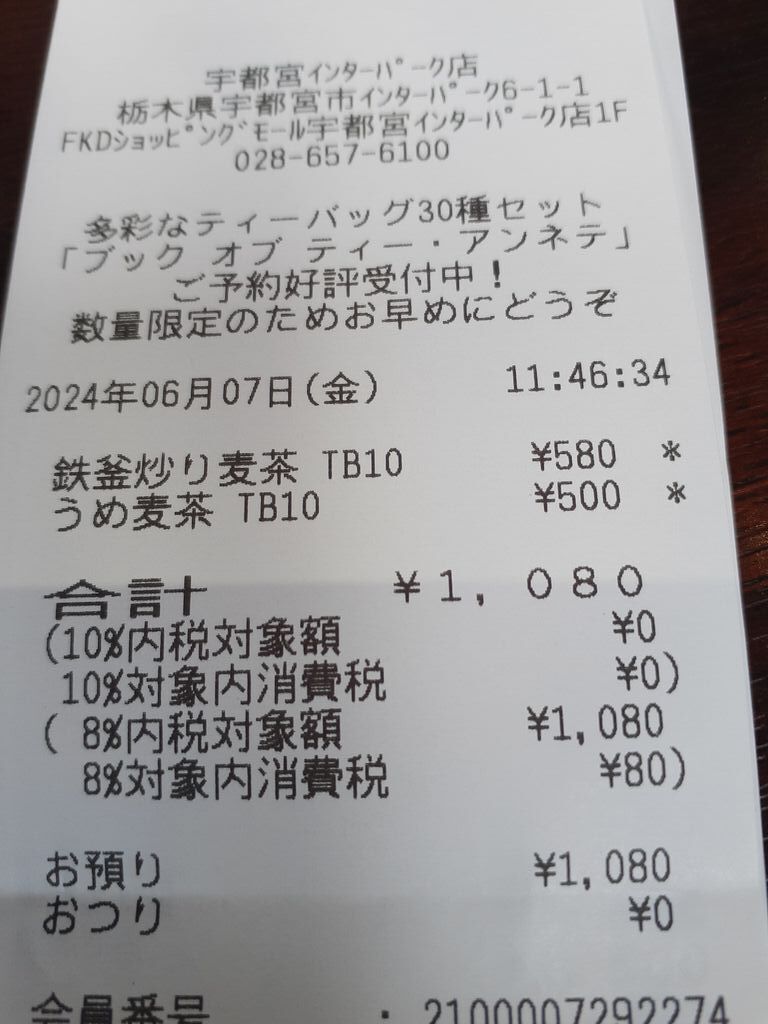 宇都宮ｲﾝﾀｰﾊﾟｰｸ店
栃木県宇都宮市ｲﾝﾀｰﾊﾟｰｸ6-1-1
FKDｼｮｯﾋﾟﾝｸﾞﾓｰﾙ宇都宮ｲﾝﾀｰﾊﾟｰｸ店1F
028-657-6100
多彩なティーバッグ30種セット
「ブック オブ ティー・アンネテ」
ご予約好評受付中！
数量限定のためお早めにどうぞ
2024年06月07日(金) 11:46:34
鉄釜炒り麦茶 TB10 ¥580 *
うめ麦茶 TB10 ¥500 *
合計 ¥1,080
(10%内税対象額 ¥0
10%対象内消費税 ¥0)
( 8%内税対象額 ¥1,080
8%対象内消費税 ¥80)
お預り ¥1,080
おつり ¥0
会員番号 : 2100007292274